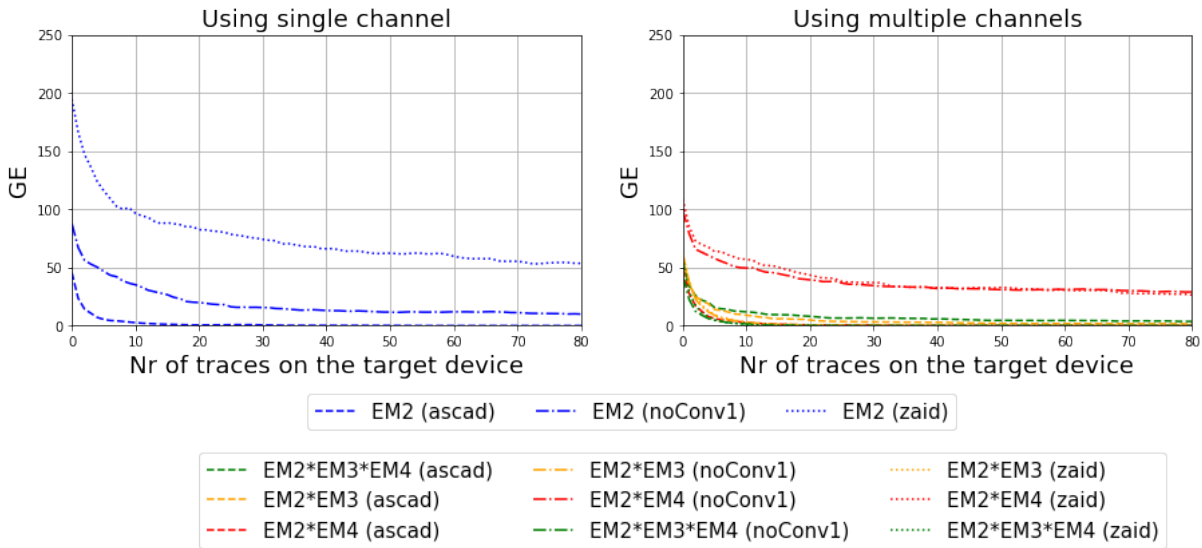 Using single channel
Using multiple channels
250
200
150
100
50
0
GE
0 10 20 30 40 50 60 70 80
Nr of traces on the target device
250
200
150
100
50
0
GE
0 10 20 30 40 50 60 70 80
Nr of traces on the target device
EM2 (ascad) EM2 (noConv1) EM2 (zaid)
EM2*EM3*EM4 (ascad) EM2*EM3 (noConv1) EM2*EM3 (zaid)
EM2*EM3 (ascad) EM2*EM4 (noConv1) EM2*EM4 (zaid)
EM2*EM4 (ascad) EM2*EM3*EM4 (noConv1) EM2*EM3*EM4 (zaid)